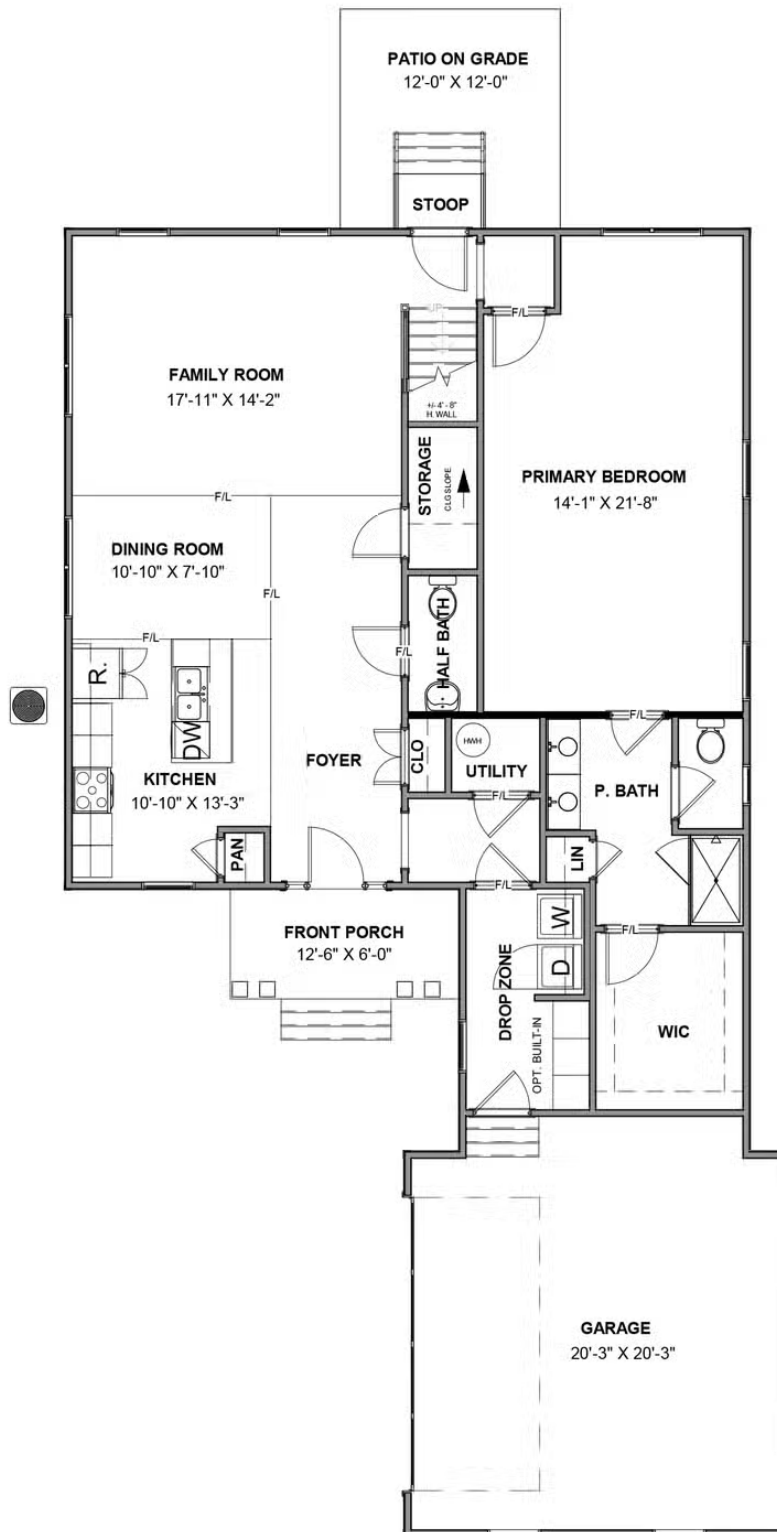 PATIO ON GRADE
12'-0" X 12'-0"
STOOP
F/L
UP
FAMILY ROOM
17'-11" X 14'-2"
+/- 4' - 8"
H. WALL
STORAGE
CLG SLOPE
PRIMARY BEDROOM
14'-1" X 21'-8"
F/L
DINING ROOM
10'-10" X 7'-10"
F/L
F/L
F/L
HALF BATH
R.
DW
F/L
KITCHEN
10'-10" X 13'-3"
FOYER
CLO
HWH
UTILITY
F/L
P. BATH
PAN
LIN
F/L
F/L
FRONT PORCH
12'-6" X 6'-0"
W
D
DROP ZONE
OPT. BUILT-IN
WIC
GARAGE
20'-3" X 20'-3"